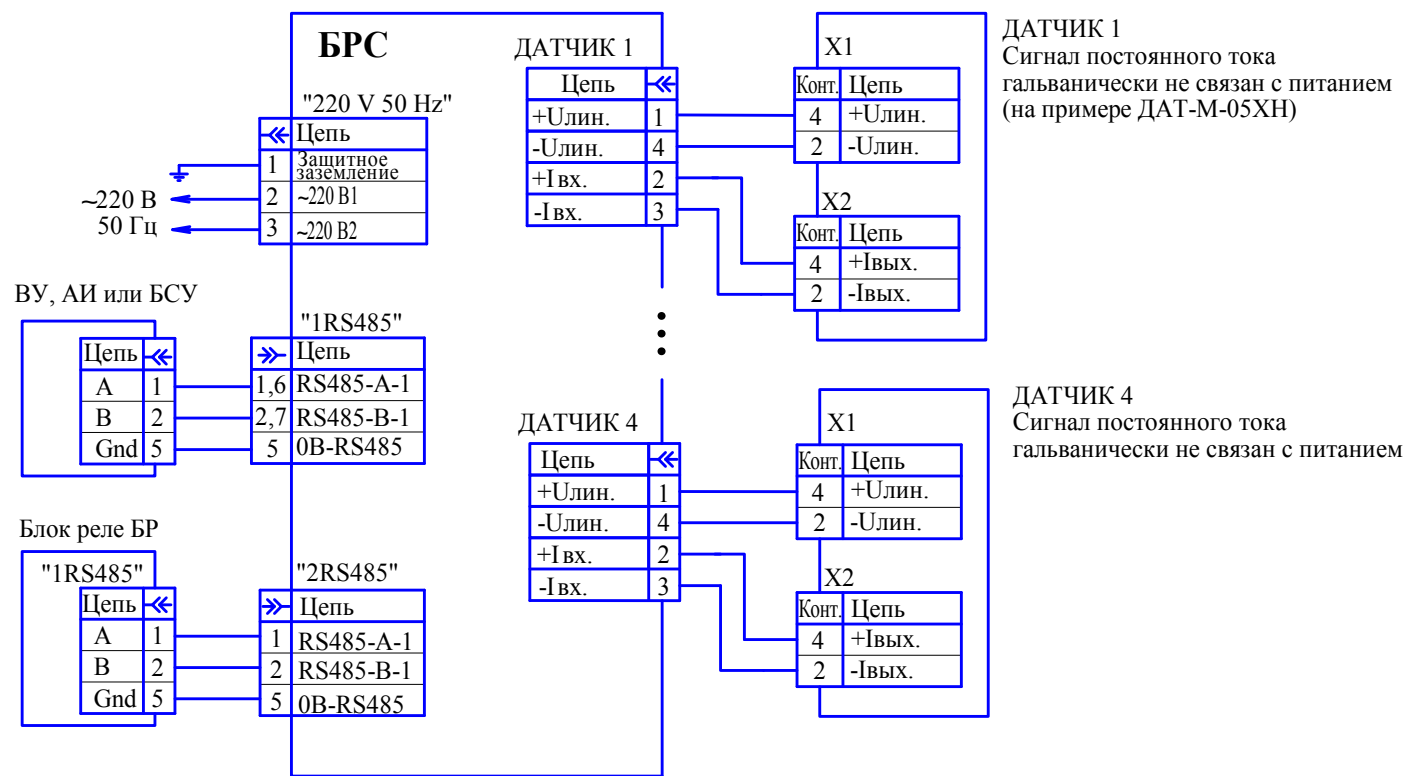 БРС
"220 V 50 Hz"
Цепь
1 Защитное заземление
2 ~220 В1
3 ~220 В2
~220 В
50 Гц
ВУ, АИ или БСУ
Цепь
A 1
B 2
Gnd 5
"1RS485"
Цепь
1,6 RS485-A-1
2,7 RS485-B-1
5 0B-RS485
Блок реле БР
"1RS485"
Цепь
A 1
B 2
Gnd 5
"2RS485"
Цепь
1 RS485-A-1
2 RS485-B-1
5 0B-RS485
ДАТЧИК 1
Цепь
+Uлин. 1
-Uлин. 4
+Iвх. 2
-Iвх. 3
X1
Конт. Цепь
4 +Uлин.
2 -Uлин.
X2
Конт. Цепь
4 +Iвых.
2 -Iвых.
ДАТЧИК 1
Сигнал постоянного тока
гальванически не связан с питанием
(на примере ДАТ-М-05ХН)
ДАТЧИК 4
Цепь
+Uлин. 1
-Uлин. 4
+Iвх. 2
-Iвх. 3
X1
Конт. Цепь
4 +Uлин.
2 -Uлин.
X2
Конт. Цепь
4 +Iвых.
2 -Iвых.
ДАТЧИК 4
Сигнал постоянного тока
гальванически не связан с питанием